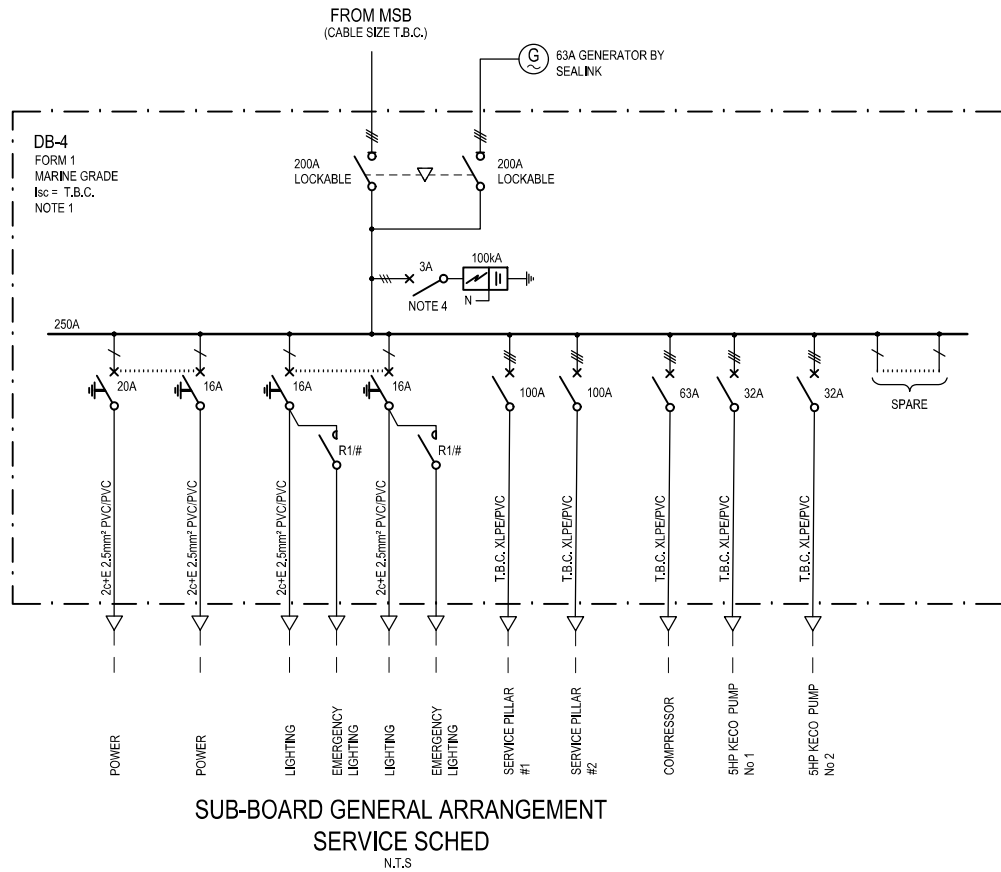 FROM MSB
(CABLE SIZE T.B.C.)
G
63A GENERATOR BY
SEALINK
DB-4
FORM 1
MARINE GRADE
Isc = T.B.C.
NOTE 1
200A
LOCKABLE
200A
LOCKABLE
3A
100kA
NOTE 4
N
250A
20A
16A
16A
16A
100A
100A
63A
32A
32A
SPARE
R1/#
R1/#
2c+E 2.5mm² PVC/PVC
2c+E 2.5mm² PVC/PVC
2c+E 2.5mm² PVC/PVC
2c+E 2.5mm² PVC/PVC
T.B.C. XLPE/PVC
T.B.C. XLPE/PVC
T.B.C. XLPE/PVC
T.B.C. XLPE/PVC
T.B.C. XLPE/PVC
POWER
POWER
LIGHTING
EMERGENCY
LIGHTING
LIGHTING
EMERGENCY
LIGHTING
SERVICE PILLAR
#1
SERVICE PILLAR
#2
COMPRESSOR
5HP KECO PUMP
No 1
5HP KECO PUMP
No 2
SUB-BOARD GENERAL ARRANGEMENT
SERVICE SCHED
N.T.S